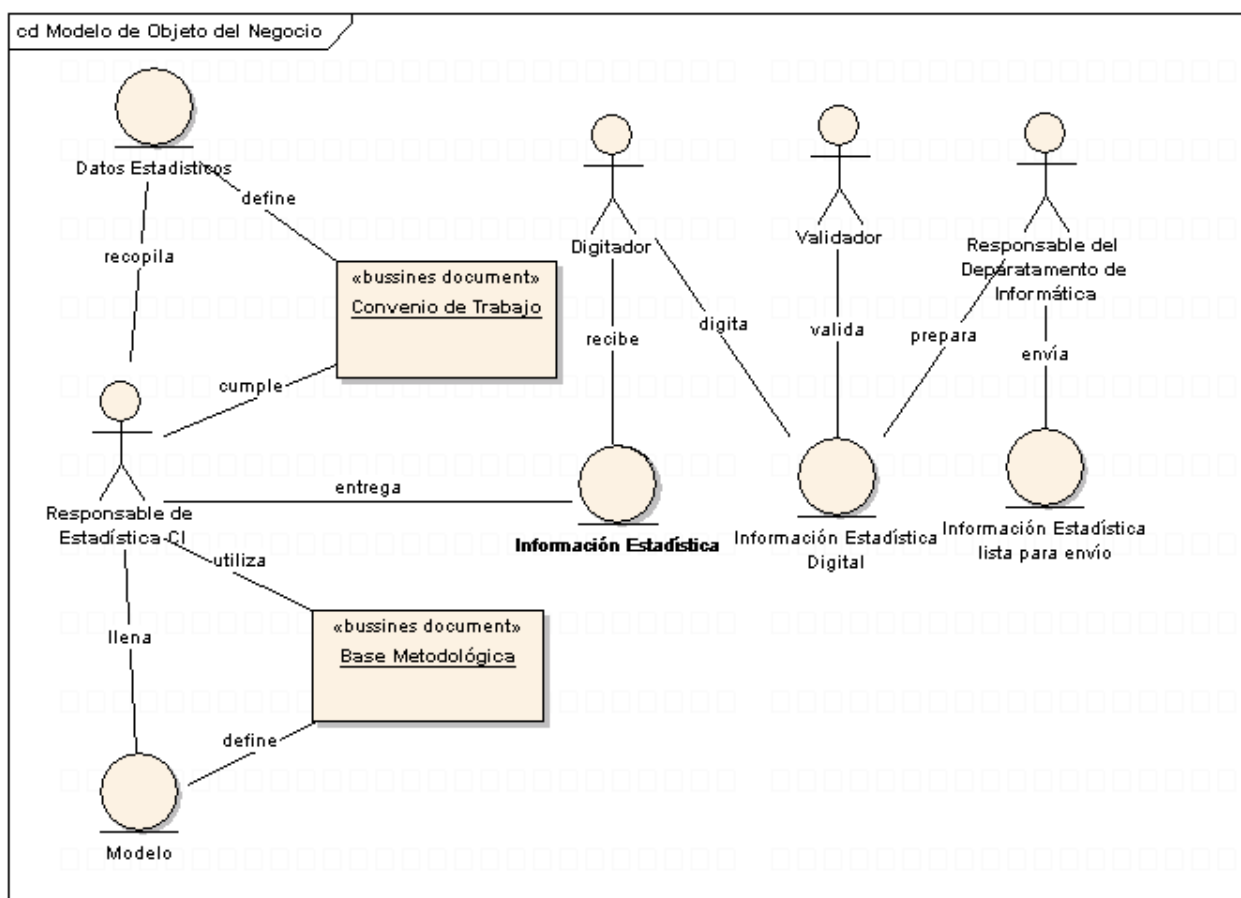 cd Modelo de Objeto del Negocio
Datos Estadísticos
define
recopila
«bussines document»
Convenio de Trabajo
cumple
Digitador
Validador
Responsable del
Deparatamento de
Informática
digita
recibe
valida
prepara
envía
entrega
Responsable de
Estadística-CI
Información Estadística
Información Estadística
Digital
Información Estadística
lista para envío
utiliza
llena
«bussines document»
Base Metodológica
define
Modelo